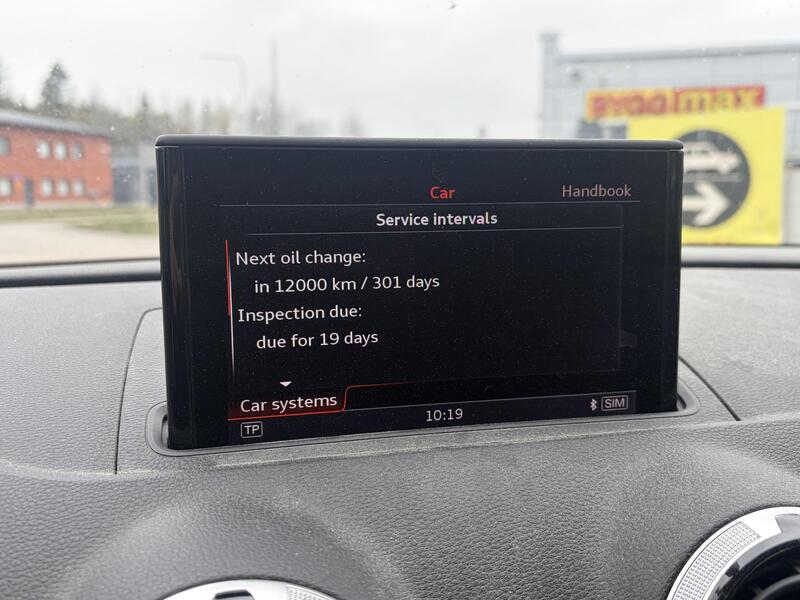 BYGGmax
Car
Handbook
Service intervals
Next oil change:
in 12000 km / 301 days
Inspection due:
due for 19 days
Car systems
TP
10:19
SIM